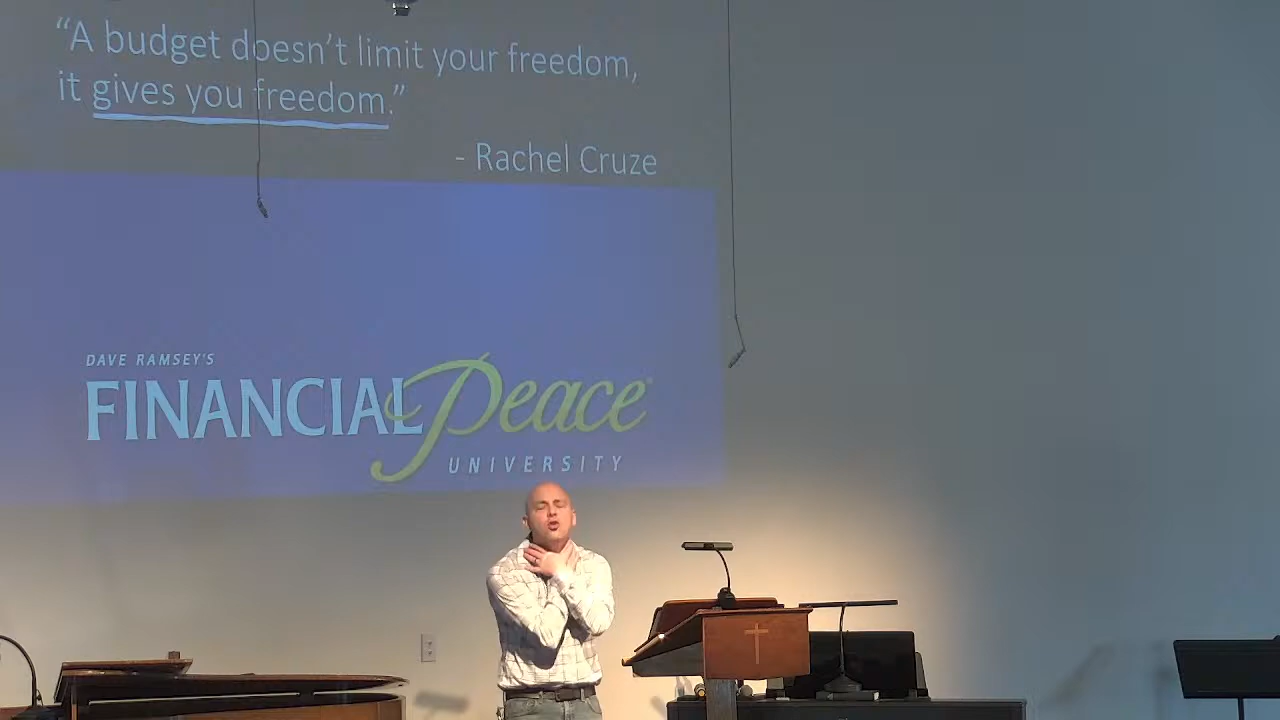 “A budget doesn’t limit your freedom,
it gives you freedom.”
- Rachel Cruze
DAVE RAMSEY'S
FINANCIAL Peace
UNIVERSITY